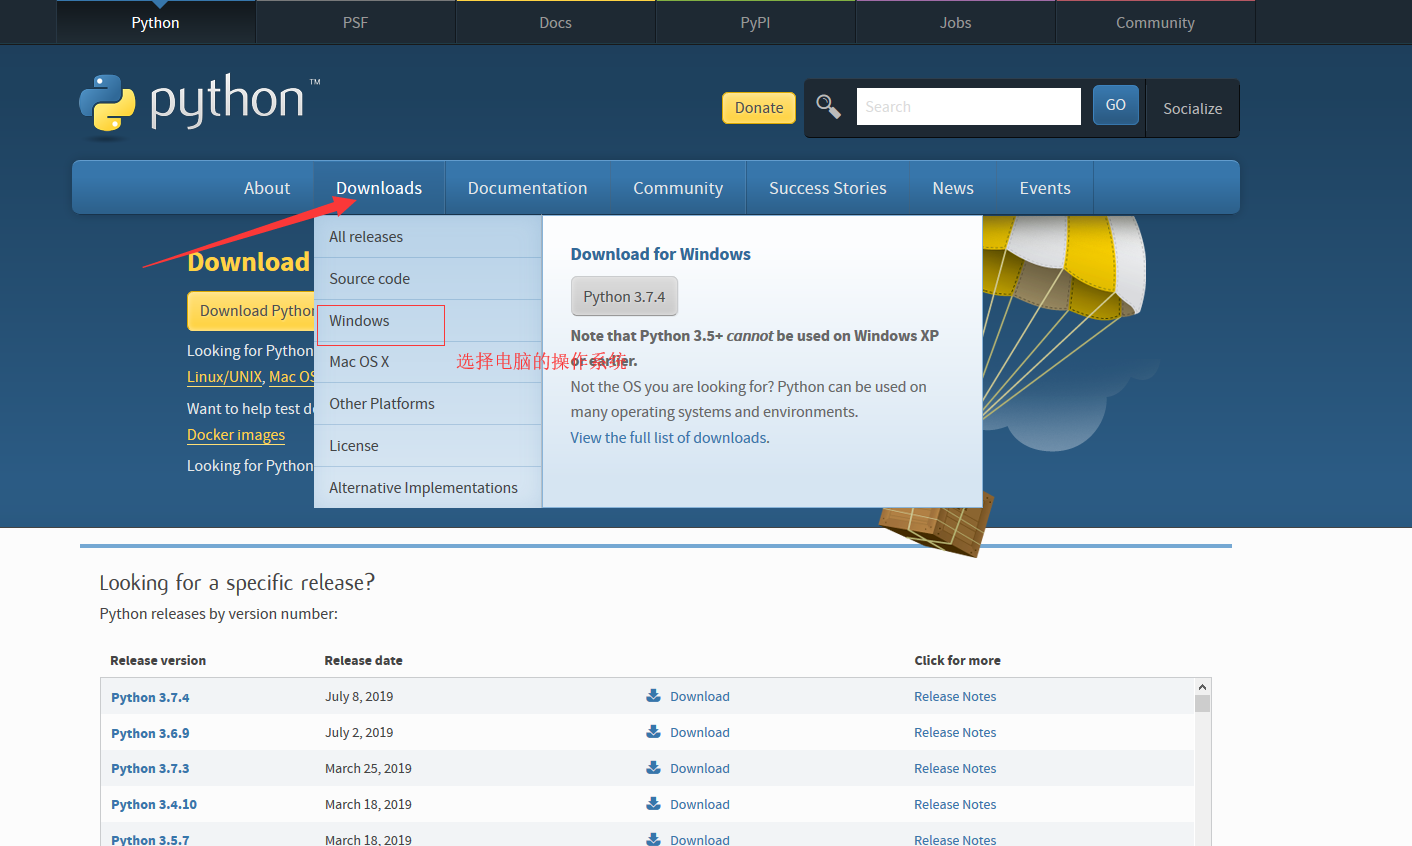 Python PSF Docs PyPI Jobs Community
python™
Donate Search GO Socialize
About Downloads Documentation Community Success Stories News Events
Download
Download Python
Looking for Python
Linux/UNIX, Mac OS
Want to help test de
Docker images
Looking for Python
All releases
Source code
Windows
Mac OS X
Other Platforms
License
Alternative Implementations
选择电脑的操作系统
Download for Windows
Python 3.7.4
Note that Python 3.5+ cannot be used on Windows XP
or earlier.
Not the OS you are looking for? Python can be used on
many operating systems and environments.
View the full list of downloads.
Looking for a specific release?
Python releases by version number:
Release version Release date Click for more
Python 3.7.4 July 8, 2019 Download Release Notes
Python 3.6.9 July 2, 2019 Download Release Notes
Python 3.7.3 March 25, 2019 Download Release Notes
Python 3.4.10 March 18, 2019 Download Release Notes
Python 3.5.7 March 18, 2019 Download Release Notes